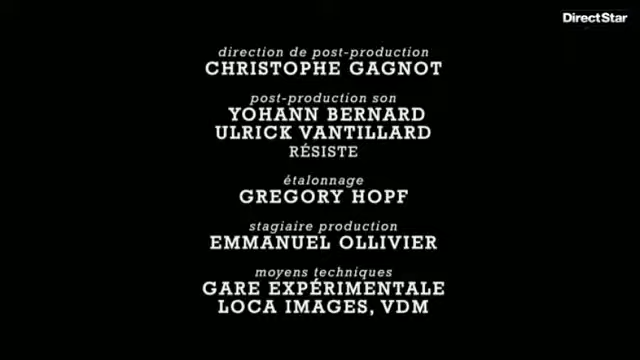 DirectStar
direction de post-production
CHRISTOPHE GAGNOT
post-production son
YOHANN BERNARD
ULRICK VANTILLARD
RÉSISTE
étalonnage
GREGORY HOPF
stagiaire production
EMMANUEL OLLIVIER
moyens techniques
GARE EXPÉRIMENTALE
LOCA IMAGES, VDM